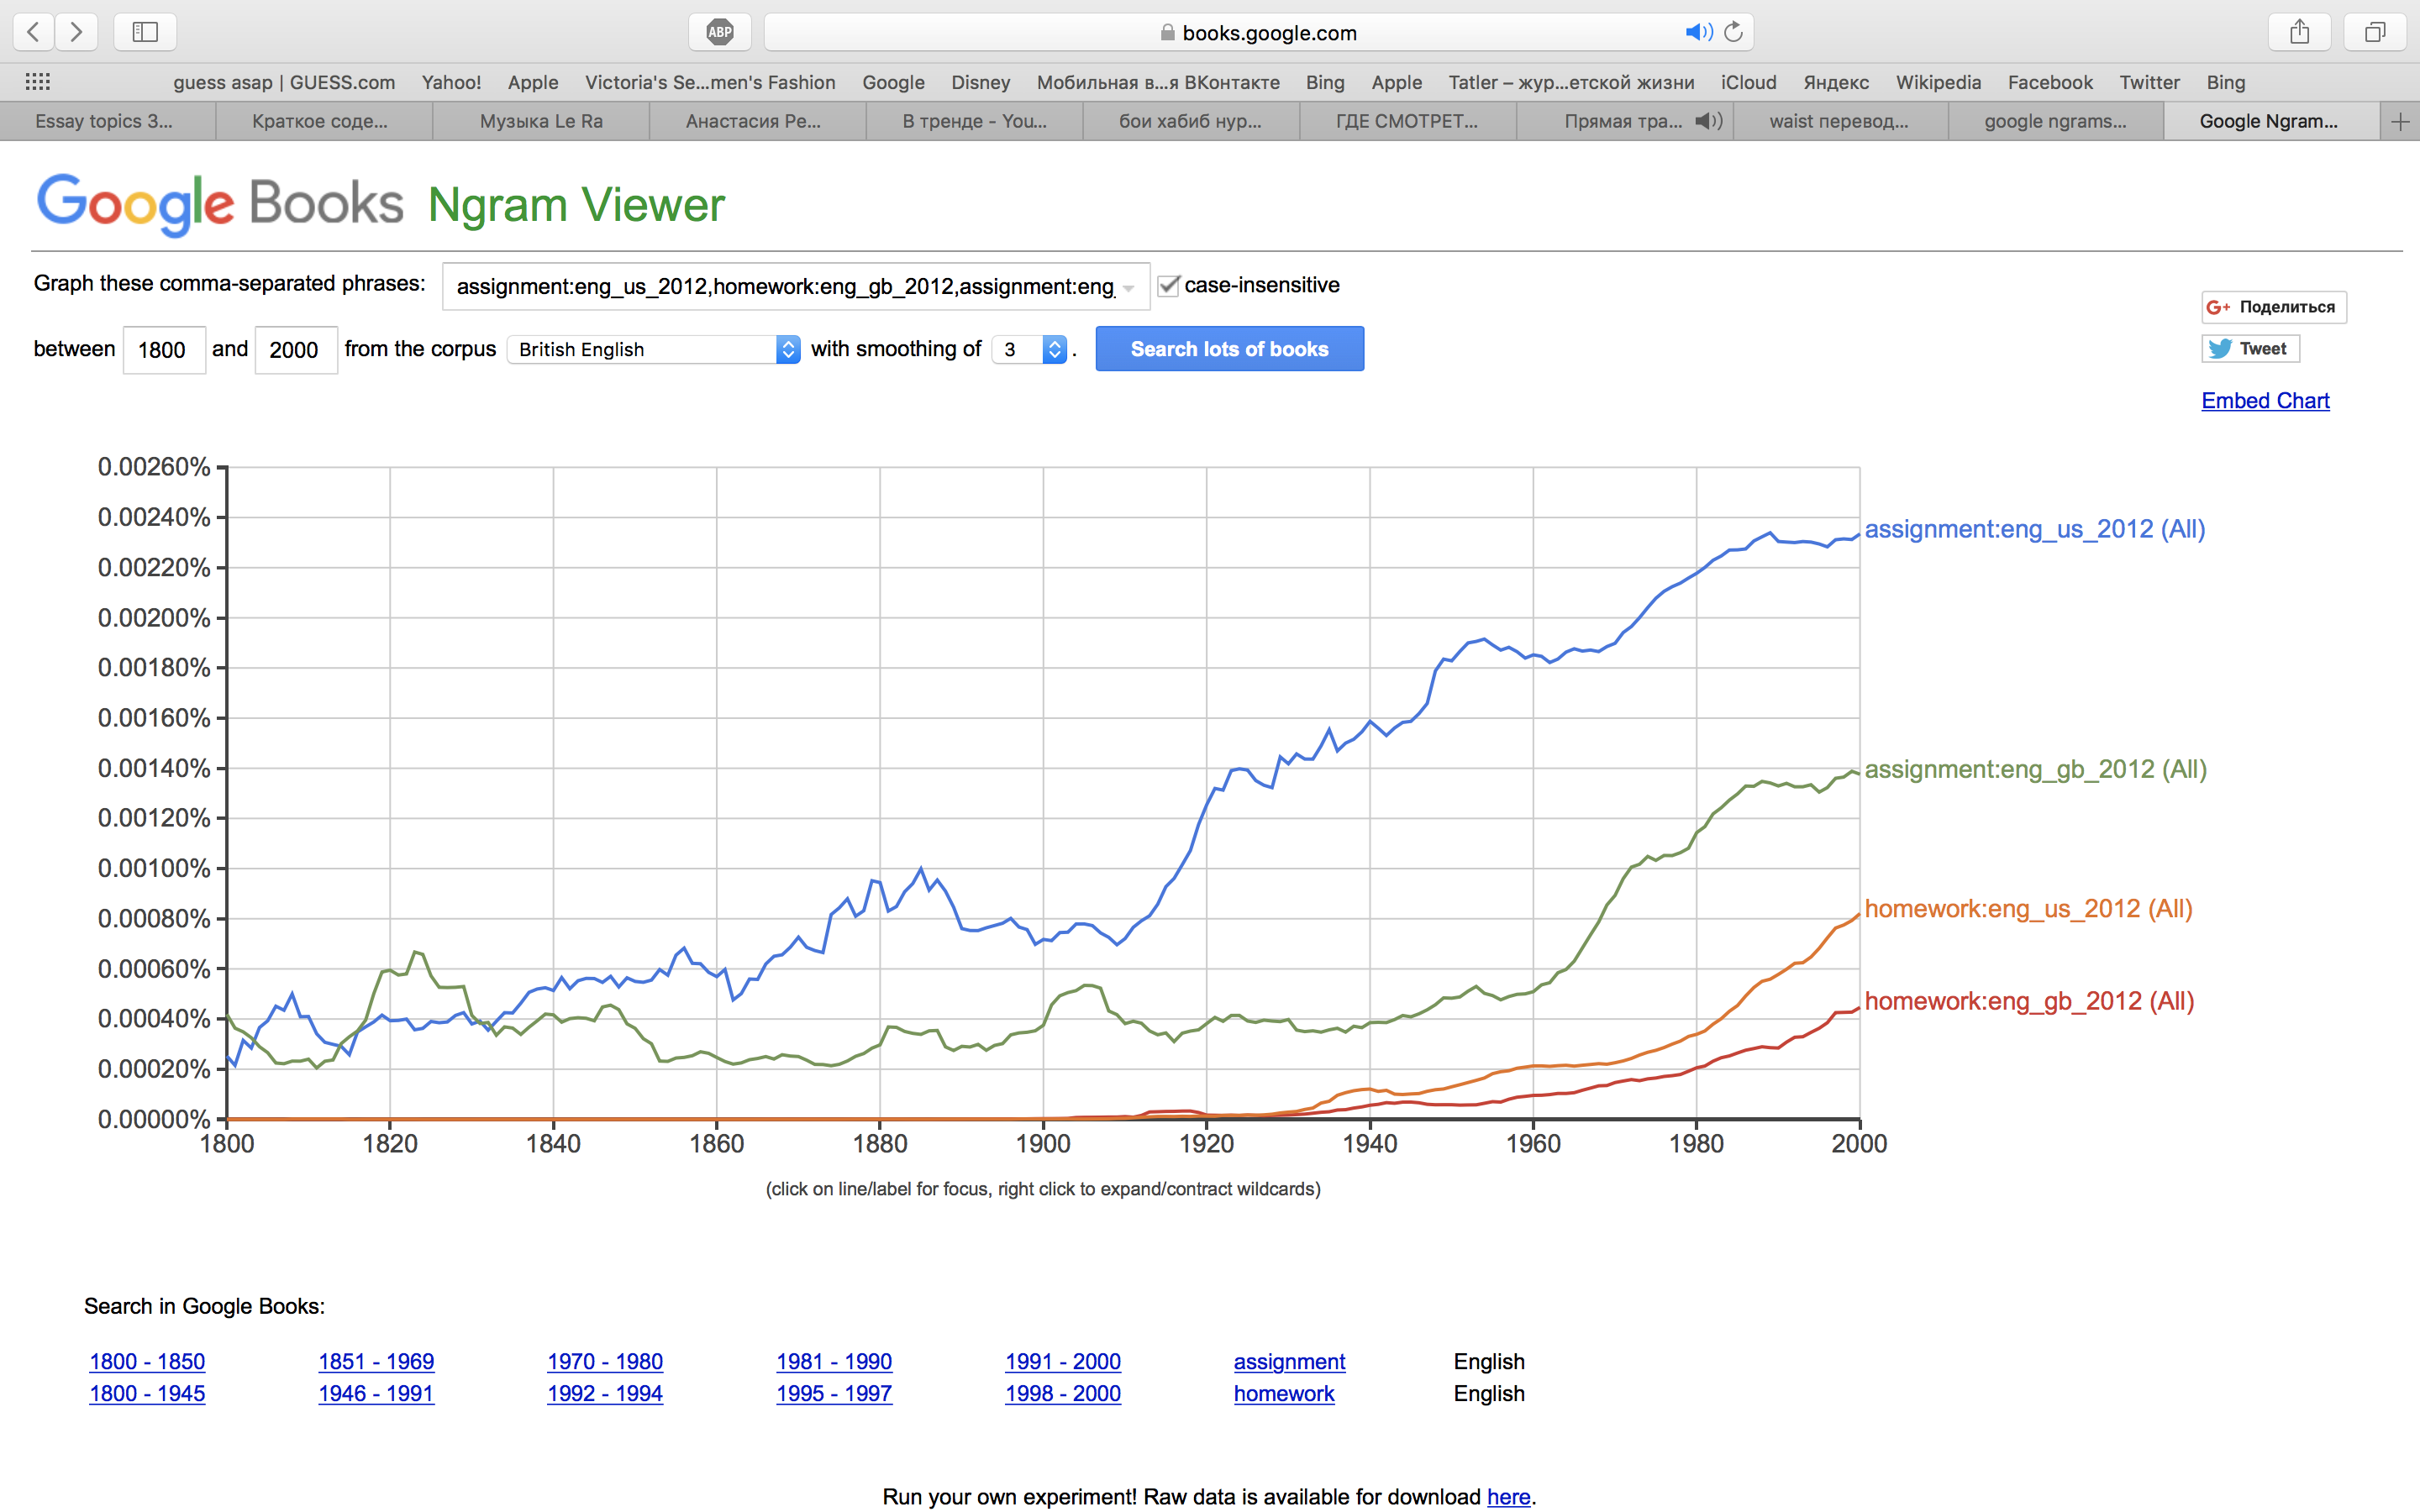 ABP
books.google.com
guess asap | GUESS.com Yahoo! Apple Victoria's Se...men's Fashion Google Disney Мобильная в...я ВКонтакте Bing Apple Tatler – жур...етской жизни iCloud Яндекс Wikipedia Facebook Twitter Bing
Essay topics 3... Краткое соде... Музыка Le Ra Анастасия Ре... В тренде - You... бои хабиб нур... ГДЕ СМОТРЕТ... Прямая тра... waist перевод... google ngrams... Google Ngram...
Google Books Ngram Viewer
Graph these comma-separated phrases: assignment:eng_us_2012,homework:eng_gb_2012,assignment:eng_ case-insensitive
between 1800 and 2000 from the corpus British English with smoothing of 3 . Search lots of books
G+ Поделиться
Tweet
Embed Chart
0.00260%
0.00240%
0.00220%
0.00200%
0.00180%
0.00160%
0.00140%
0.00120%
0.00100%
0.00080%
0.00060%
0.00040%
0.00020%
0.00000%
assignment:eng_us_2012 (All)
assignment:eng_gb_2012 (All)
homework:eng_us_2012 (All)
homework:eng_gb_2012 (All)
1800 1820 1840 1860 1880 1900 1920 1940 1960 1980 2000
(click on line/label for focus, right click to expand/contract wildcards)
Search in Google Books:
1800 - 1850 1851 - 1969 1970 - 1980 1981 - 1990 1991 - 2000 assignment English
1800 - 1945 1946 - 1991 1992 - 1994 1995 - 1997 1998 - 2000 homework English
Run your own experiment! Raw data is available for download here.